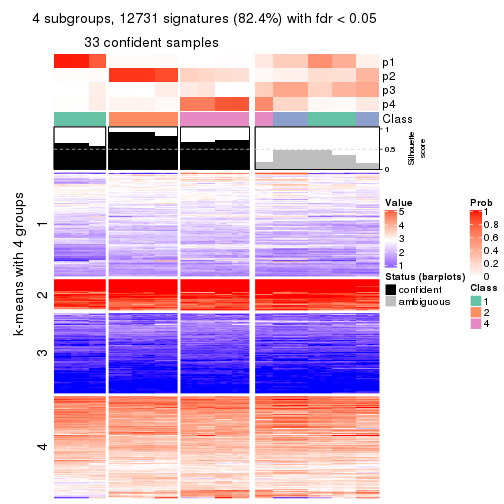 4 subgroups, 12731 signatures (82.4%) with fdr < 0.05
33 confident samples
p1
p2
p3
p4
Class
1
0.5
0
Silhouette
score
k-means with 4 groups
1
2
3
4
Value
5
4
3
2
1
Status (barplots)
confident
ambiguous
Prob
1
0.8
0.6
0.4
0.2
0
Class
1
2
4